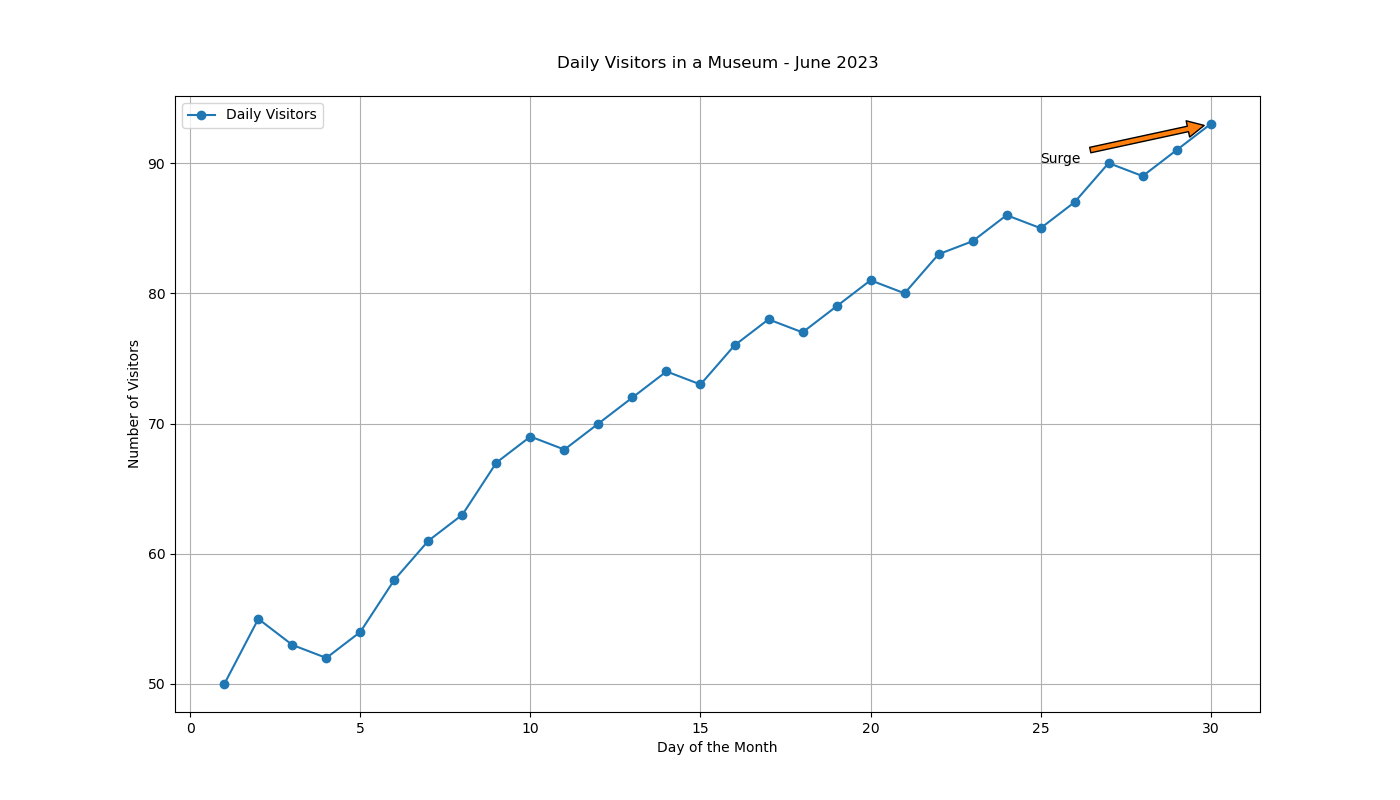 Daily Visitors in a Museum - June 2023
Daily Visitors
Surge
90
80
70
60
50
Number of Visitors
0 5 10 15 20 25 30
Day of the Month